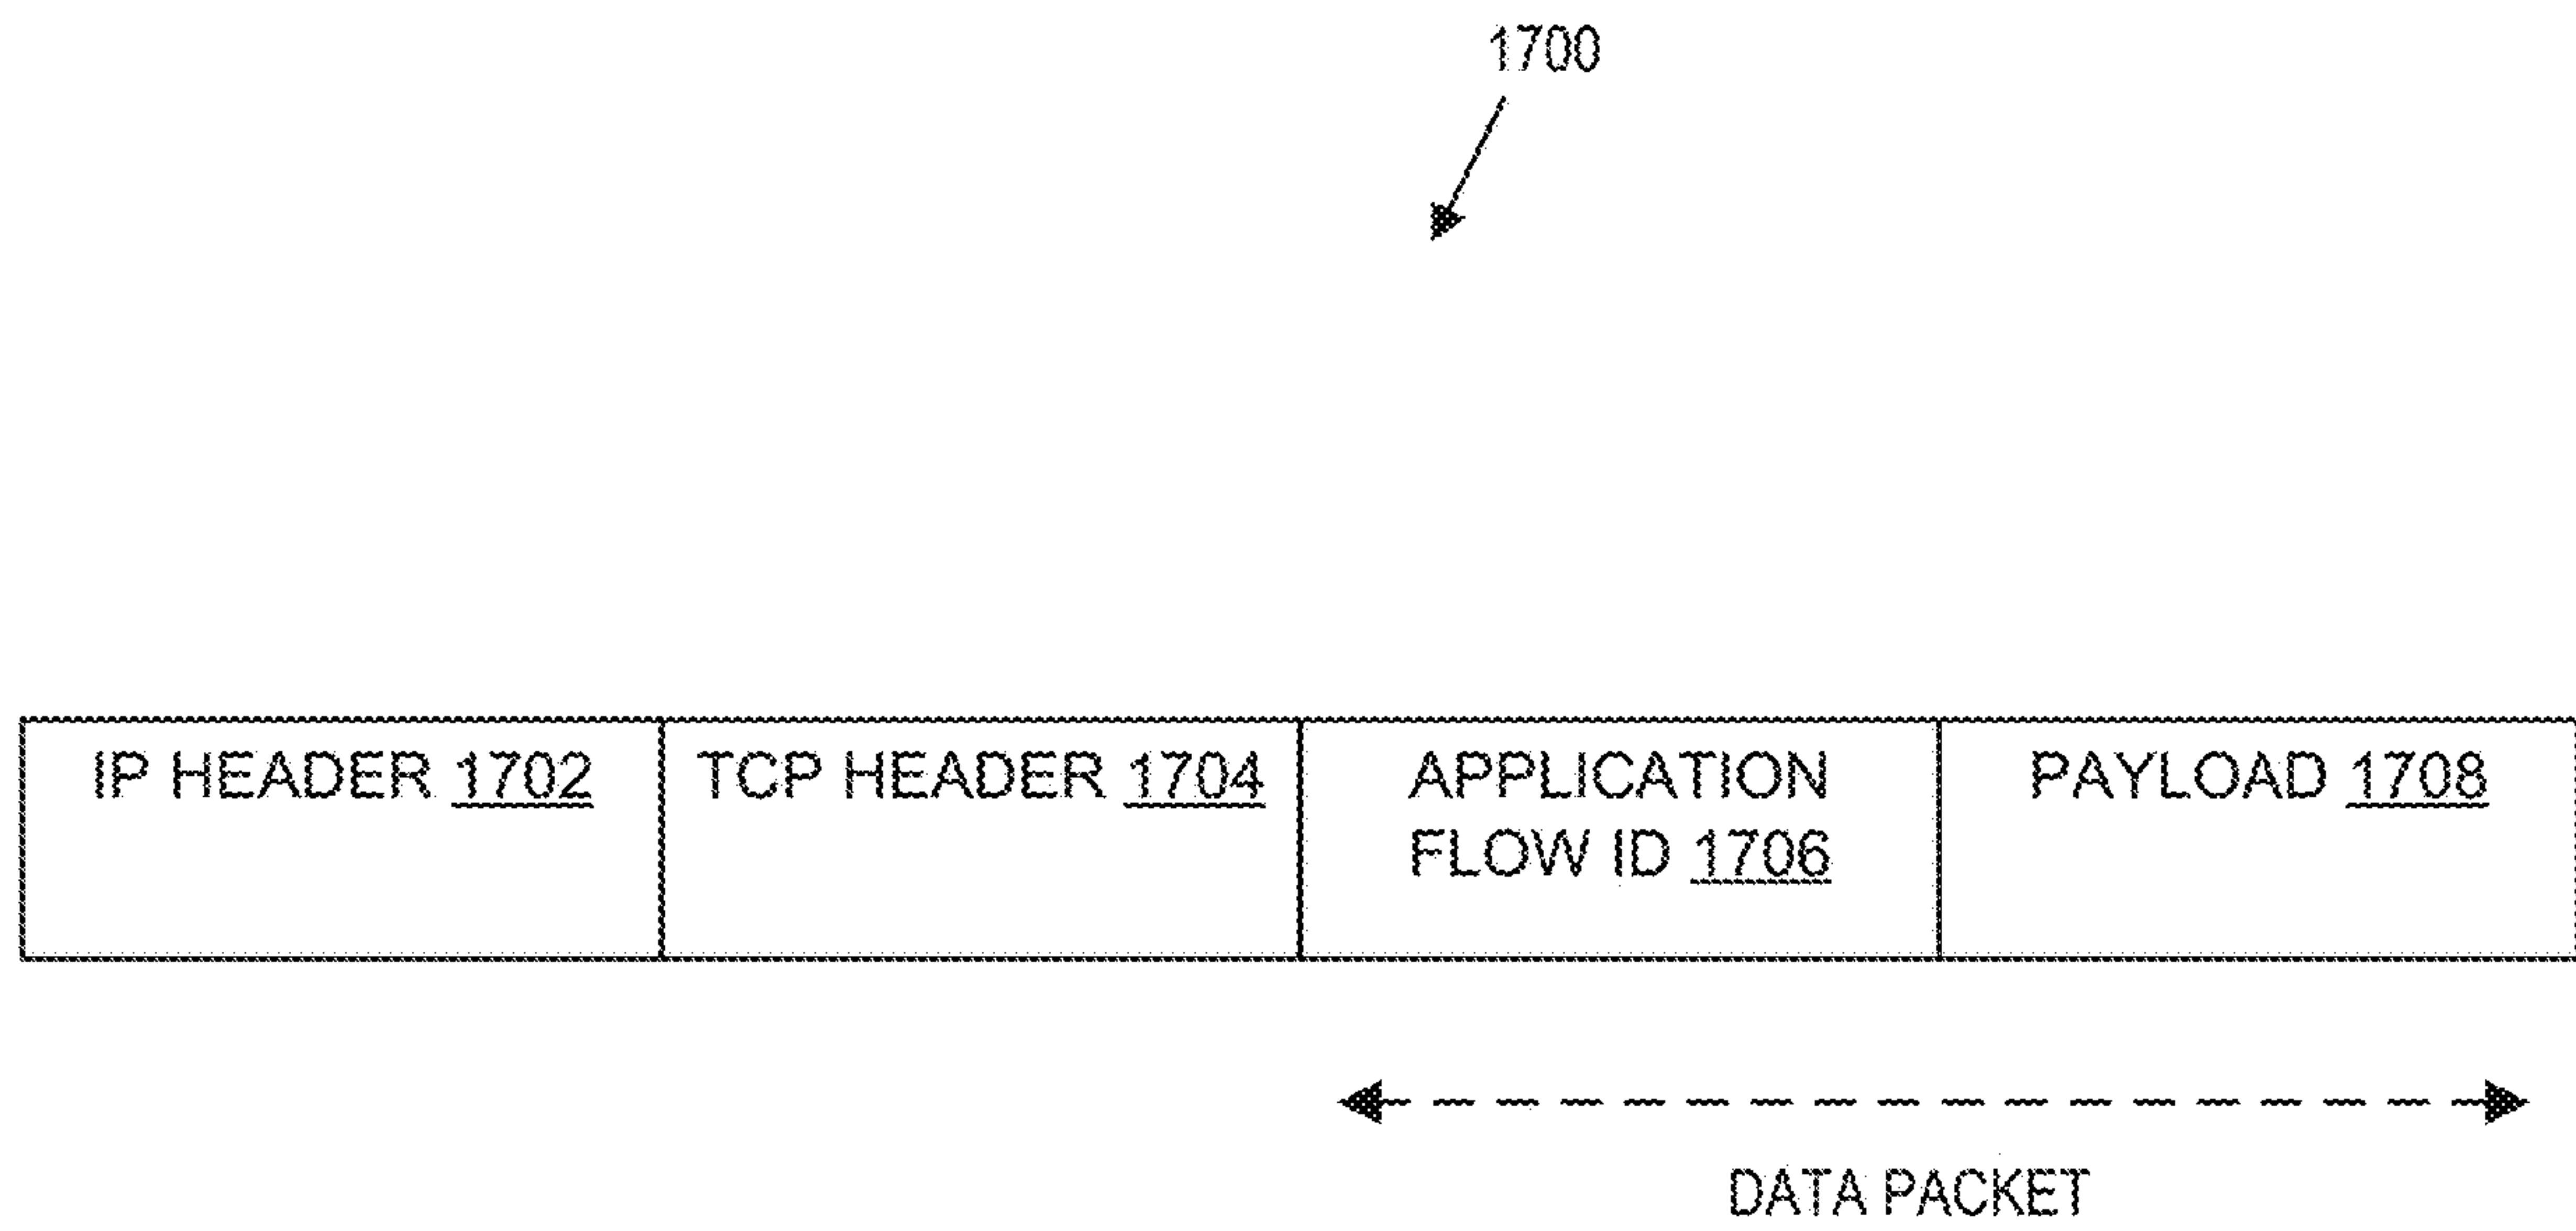 1700
IP HEADER 1702
TCP HEADER 1704
APPLICATION
FLOW ID 1706
PAYLOAD 1708
DATA PACKET